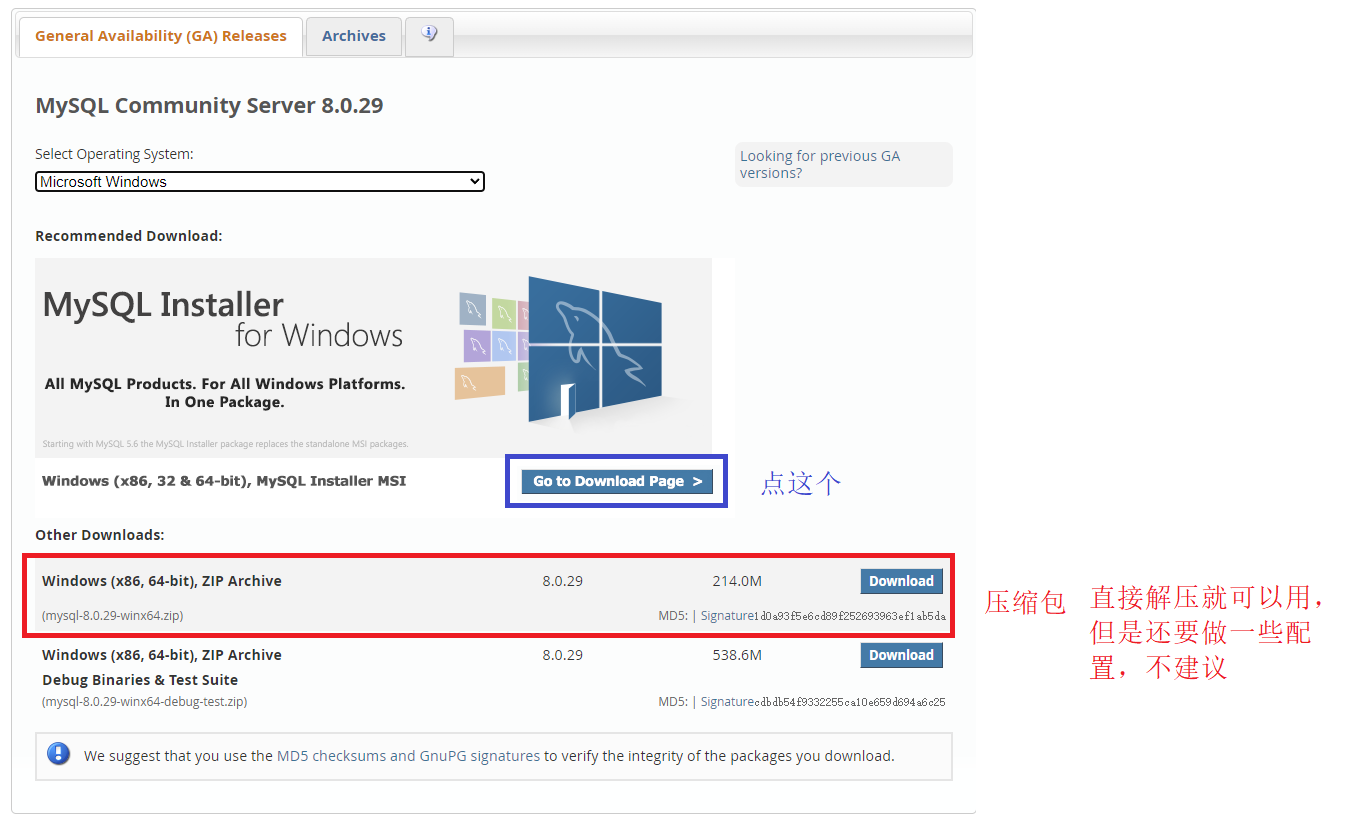 General Availability (GA) Releases
Archives
MySQL Community Server 8.0.29
Select Operating System:
Microsoft Windows
Looking for previous GA
versions?
Recommended Download:
MySQL Installer
for Windows
All MySQL Products. For All Windows Platforms.
In One Package.
Starting with MySQL 5.6 the MySQL Installer package replaces the standalone MSI packages.
Windows (x86, 32 & 64-bit), MySQL Installer MSI
Go to Download Page >
点这个
Other Downloads:
Windows (x86, 64-bit), ZIP Archive
8.0.29
214.0M
Download
(mysql-8.0.29-winx64.zip)
MD5: | Signature1d0a93f5e6cd89f252693963ef1ab5da
压缩包
直接解压就可以用，
但是还要做一些配
置，不建议
Windows (x86, 64-bit), ZIP Archive
8.0.29
538.6M
Download
Debug Binaries & Test Suite
(mysql-8.0.29-winx64-debug-test.zip)
MD5: | Signaturecdbdb54f9332255ca10e659d694a6c25
We suggest that you use the MD5 checksums and GnuPG signatures to verify the integrity of the packages you download.